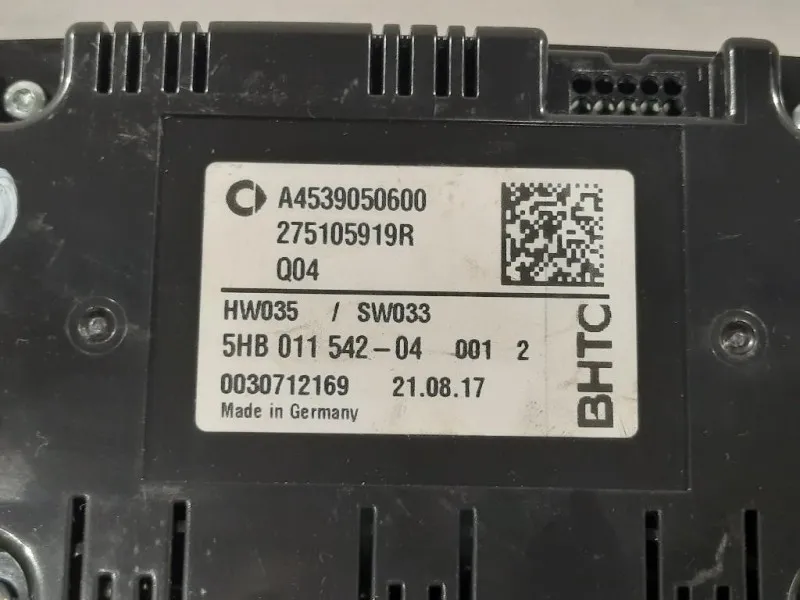 A4539050600
275105919R
Q04
HW035 / SW033
5HB 011 542-04 001 2
0030712169 21.08.17
Made in Germany
BHTC